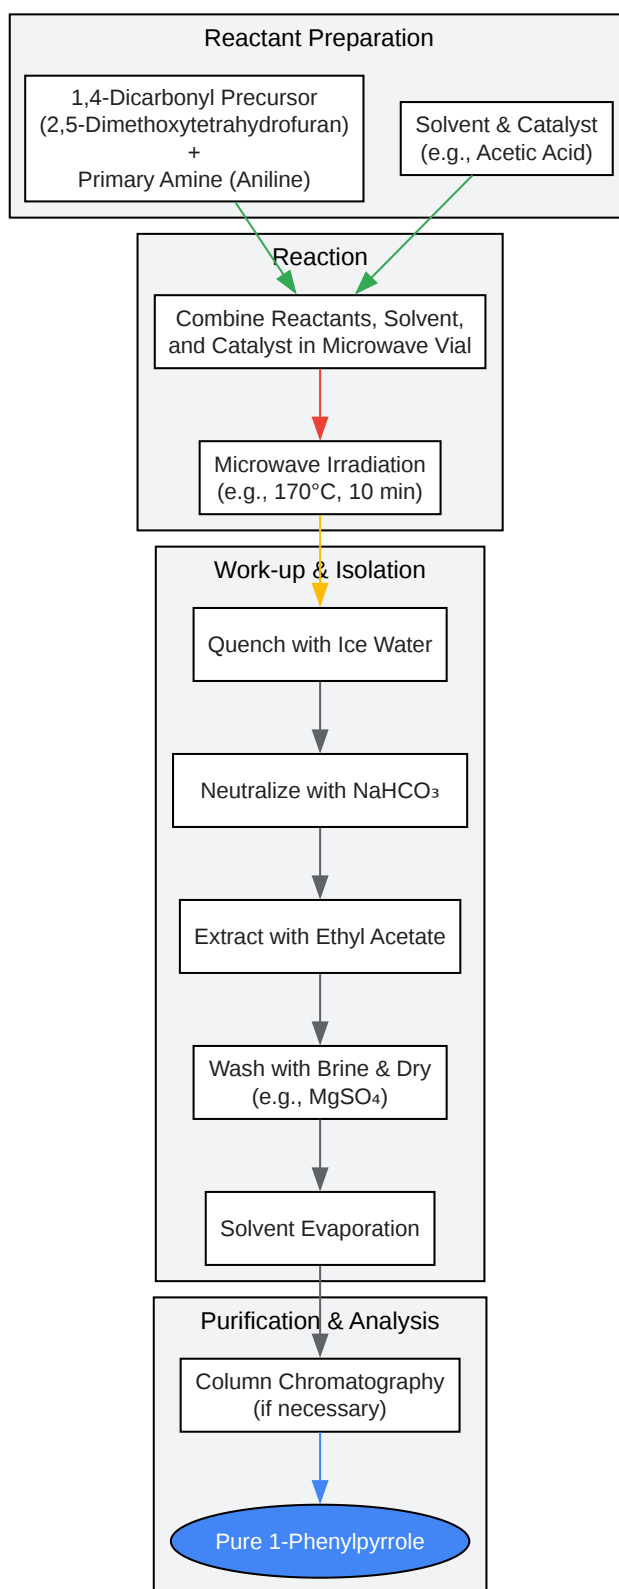 Reactant Preparation
1,4-Dicarbonyl Precursor
(2,5-Dimethoxytetrahydrofuran)
+
Primary Amine (Aniline)
Solvent & Catalyst
(e.g., Acetic Acid)
Reaction
Combine Reactants, Solvent,
and Catalyst in Microwave Vial
Microwave Irradiation
(e.g., 170°C, 10 min)
Work-up & Isolation
Quench with Ice Water
Neutralize with NaHCO₃
Extract with Ethyl Acetate
Wash with Brine & Dry
(e.g., MgSO₄)
Solvent Evaporation
Purification & Analysis
Column Chromatography
(if necessary)
Pure 1-Phenylpyrrole